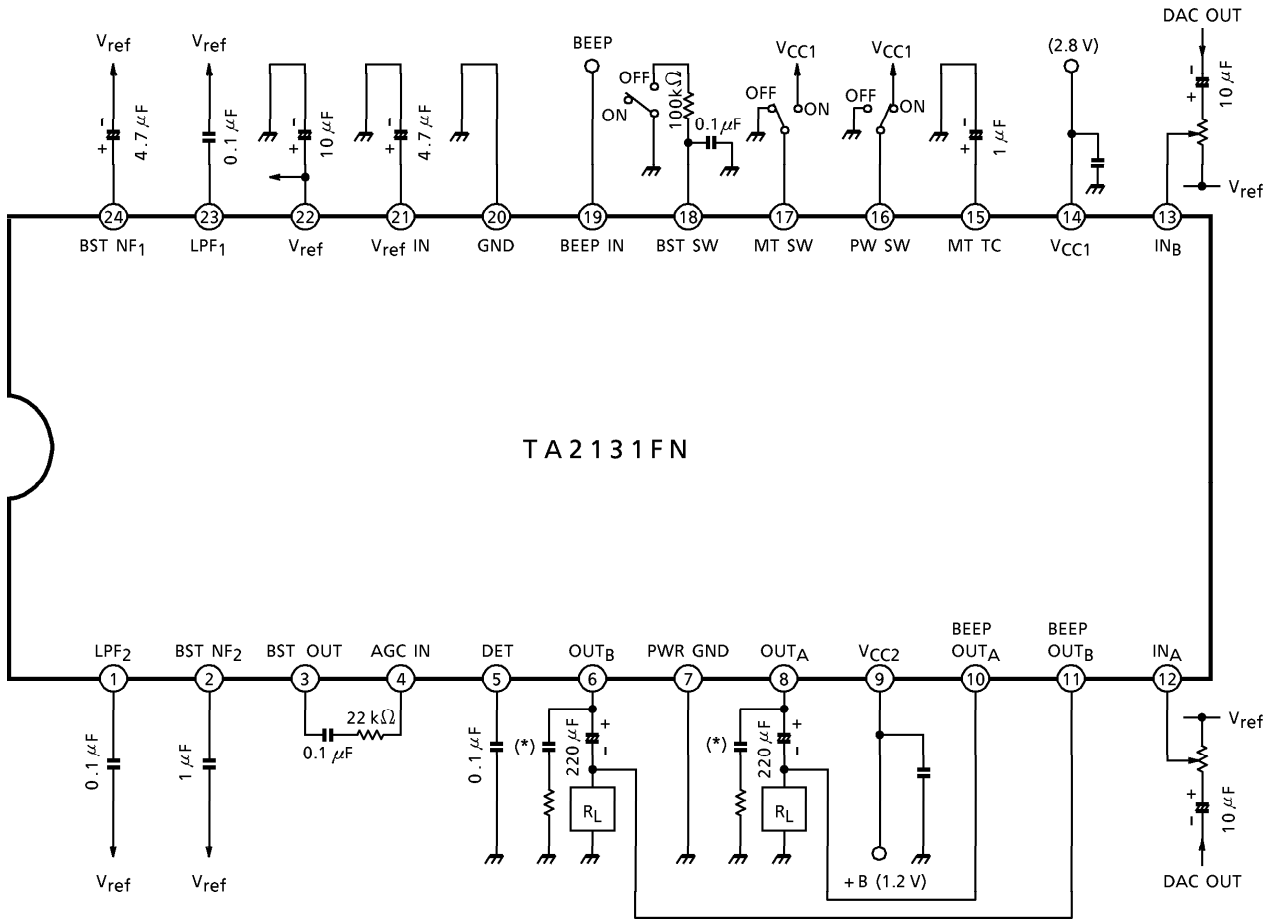 DAC OUT
Vref
Vref
BEEP
OFF
ON
VCC1
VCC1
(2.8 V)
OFF
ON
OFF
ON
4.7 μF
0.1 μF
10 μF
4.7 μF
100kΩ
0.1 μF
1 μF
10 μF
Vref
24 23 22 21 20 19 18 17 16 15 14 13
BST NF1 LPF1 Vref Vref IN GND BEEP IN BST SW MT SW PW SW MT TC VCC1 INB
TA2131FN
LPF2 BST NF2 BST OUT AGC IN DET OUTB PWR GND OUTA VCC2 BEEP OUTA BEEP OUTB INA
1 2 3 4 5 6 7 8 9 10 11 12
0.1 μF
1 μF
22 kΩ
0.1 μF
0.1 μF
(*)
220 μF
RL
(*)
220 μF
RL
Vref
10 μF
+B (1.2 V)
DAC OUT
Vref
Vref
+
-
+
-
+
-
+
-
+
-
+
-
+
-
+
-
+
-